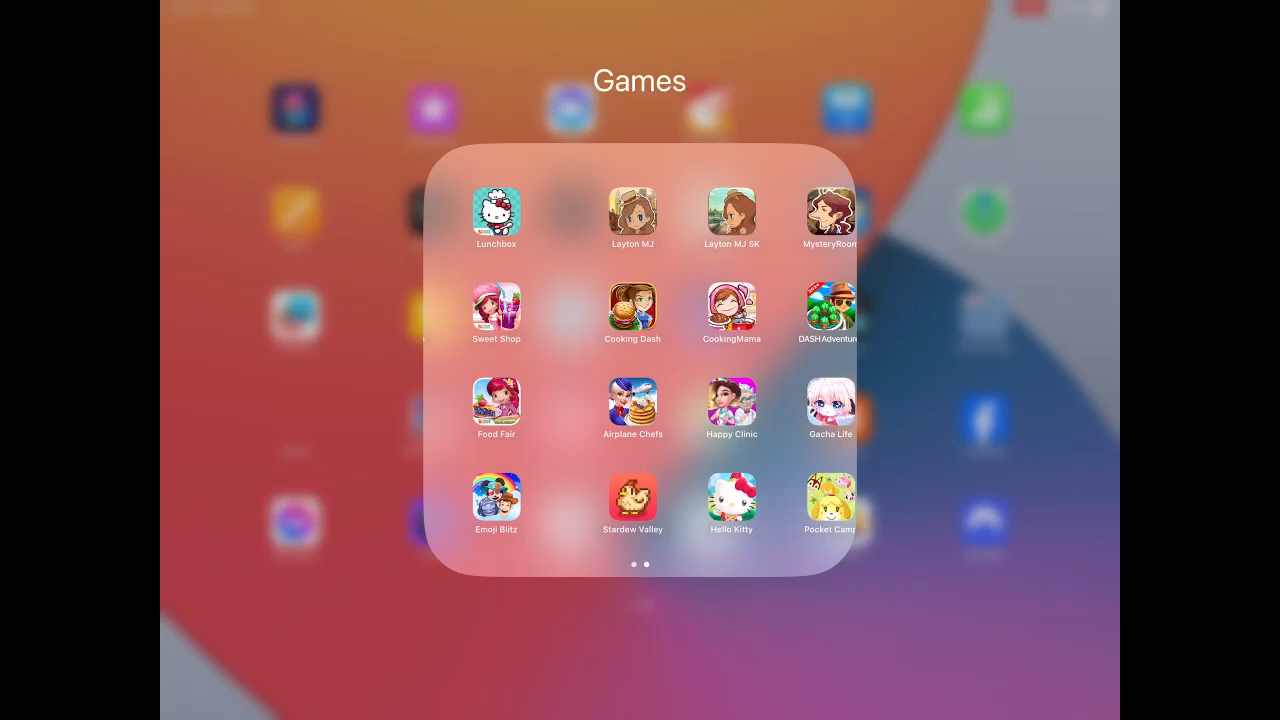 Games
Lunchbox
Layton MJ
Layton MJ SK
MysteryRoom
Sweet Shop
Cooking Dash
CookingMama
DASH Adventure
Food Fair
Airplane Chefs
Happy Clinic
Gacha Life
Emoji Blitz
Stardew Valley
Hello Kitty
Pocket Camp